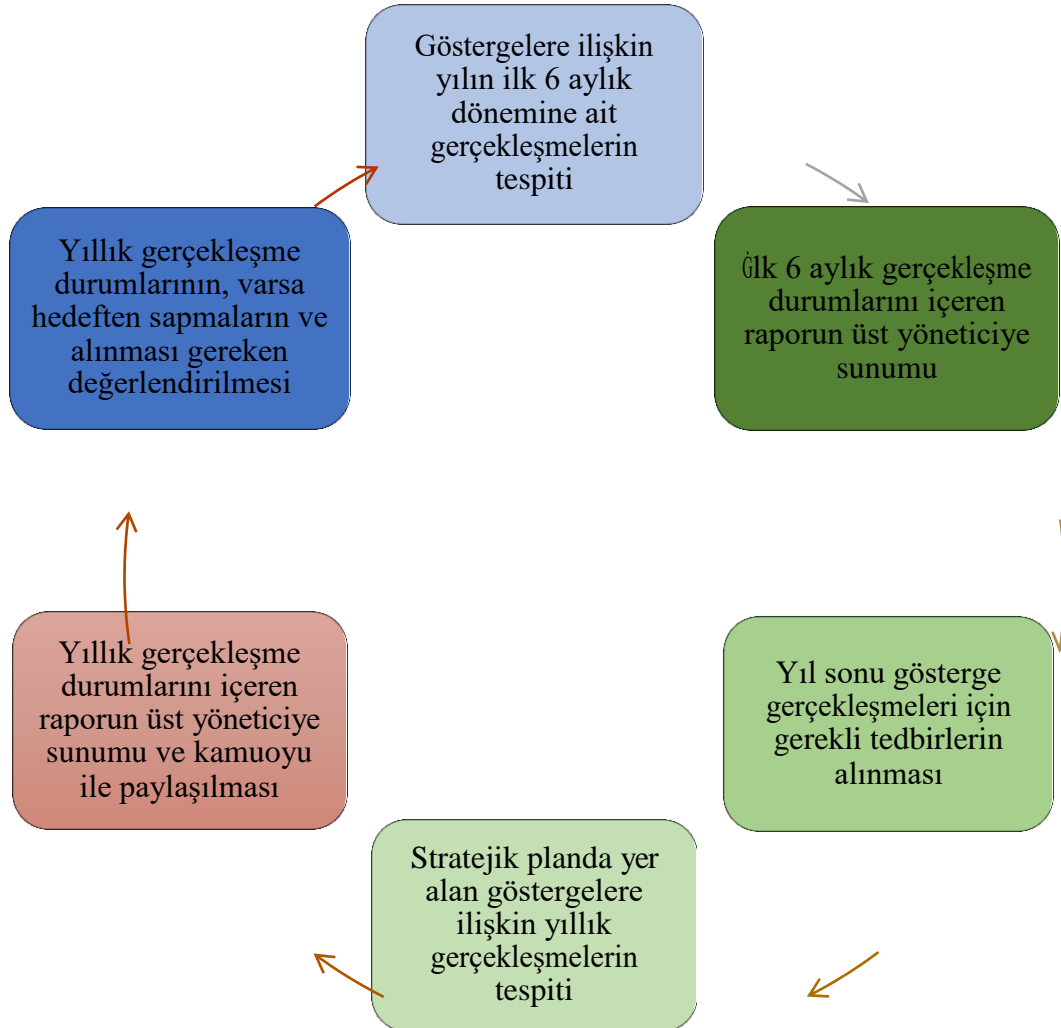 Göstergelere ilişkin
yılın ilk 6 aylık
dönemine ait
gerçekleşmelerin
tespiti
Ġlk 6 aylık gerçekleşme
durumlarını içeren
raporun üst yöneticiye
sunumu
Yıl sonu gösterge
gerçekleşmeleri için
gerekli tedbirlerin
alınması
Stratejik planda yer
alan göstergelere
ilişkin yıllık
gerçekleşmelerin
tespiti
Yıllık gerçekleşme
durumlarını içeren
raporun üst yöneticiye
sunumu ve kamuoyu
ile paylaşılması
Yıllık gerçekleşme
durumlarının, varsa
hedeften sapmaların ve
alınması gereken
değerlendirilmesi